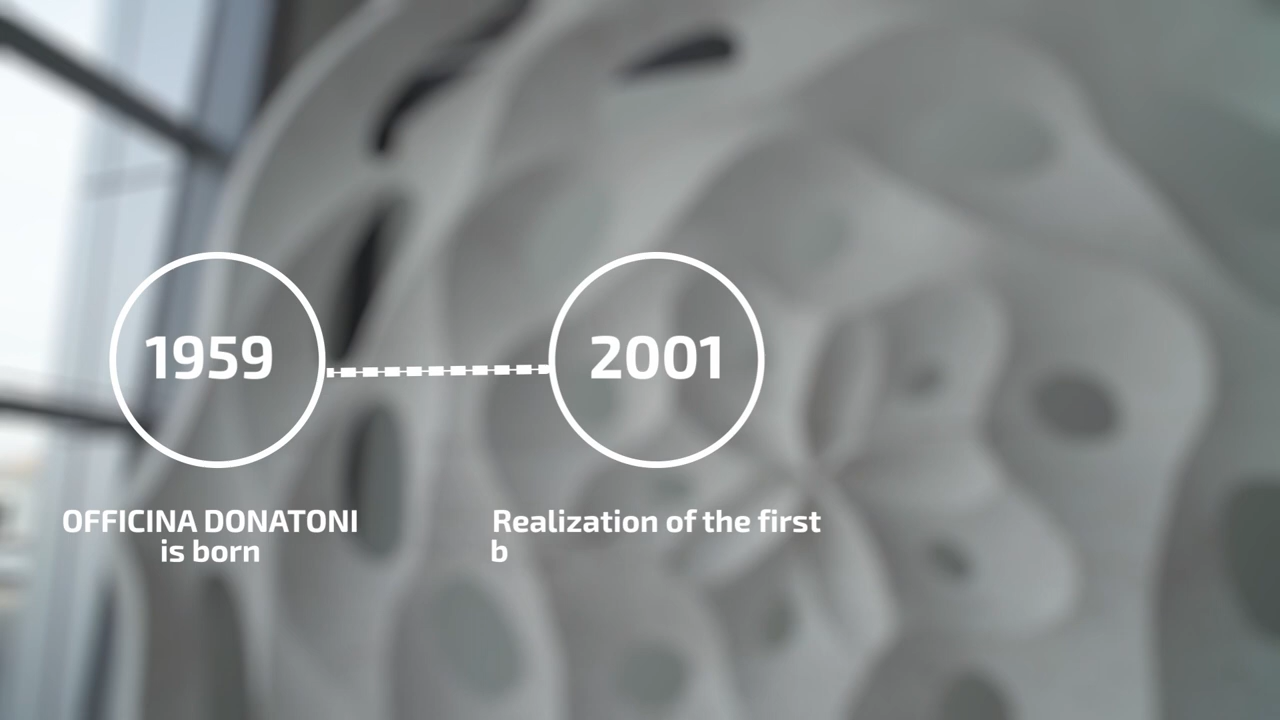 1959
2001
OFFICINA DONATONI
is born
Realization of the first
b